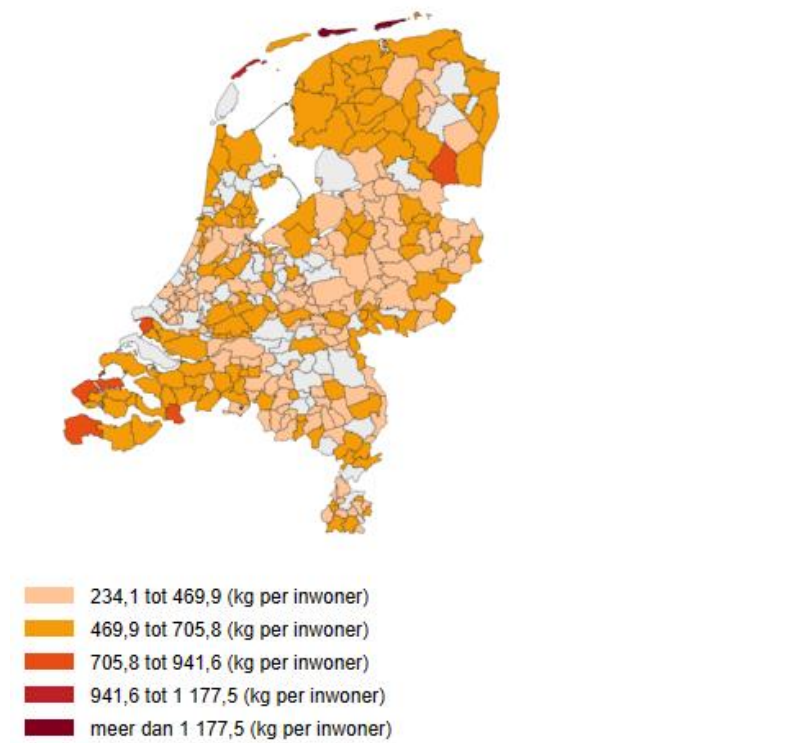 234,1 tot 469,9 (kg per inwoner)
469,9 tot 705,8 (kg per inwoner)
705,8 tot 941,6 (kg per inwoner)
941,6 tot 1 177,5 (kg per inwoner)
meer dan 1 177,5 (kg per inwoner)